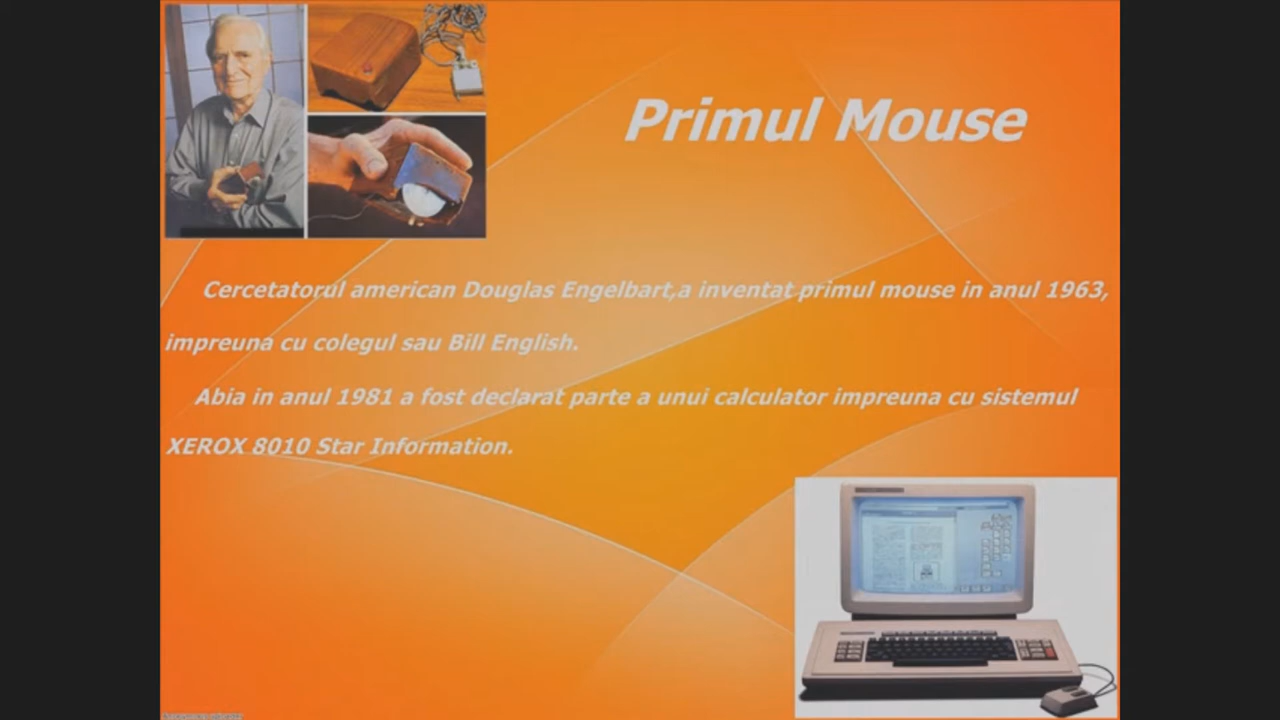 Primul Mouse
Cercetatorul american Douglas Engelbart,a inventat primul mouse in anul 1963,
impreuna cu colegul sau Bill English.
Abia in anul 1981 a fost declarat parte a unui calculator impreuna cu sistemul
XEROX 8010 Star Information.